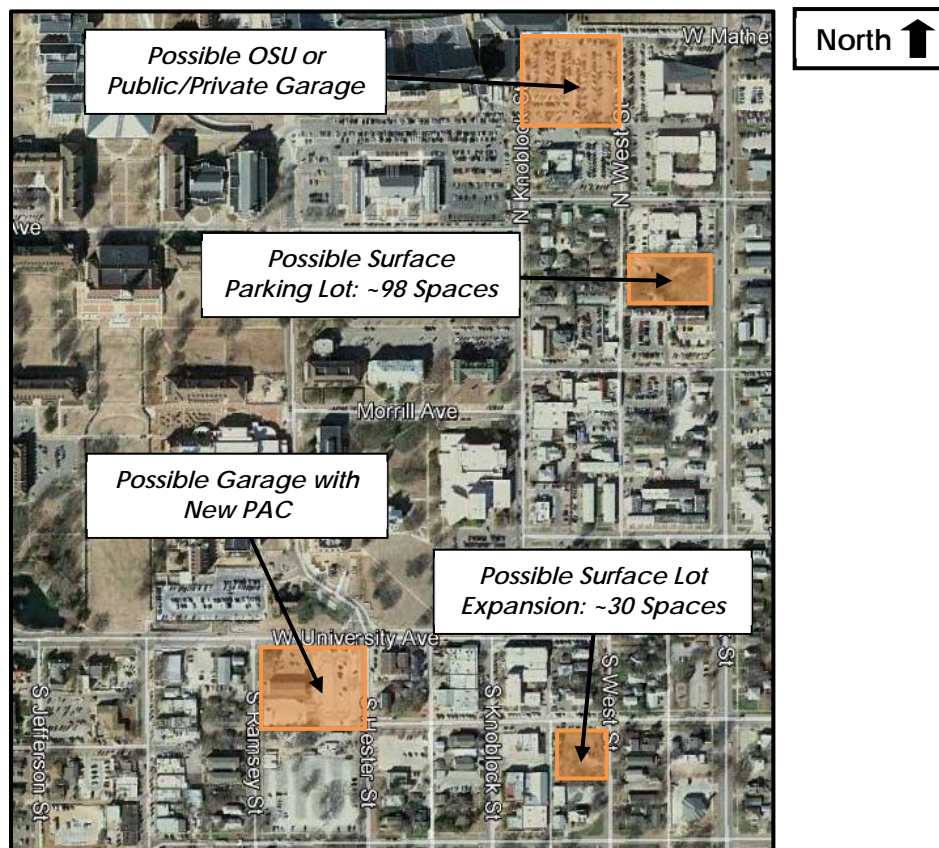 North
W Mathe
Possible OSU or
Public/Private Garage
N Knoblock St
N West St
Ave
Possible Surface
Parking Lot: ~98 Spaces
Morrill Ave
Possible Garage with
New PAC
Possible Surface Lot
Expansion: ~30 Spaces
W University Ave
S Jefferson St
S Ramsey St
S Hester St
S Knoblock St
S West St
St